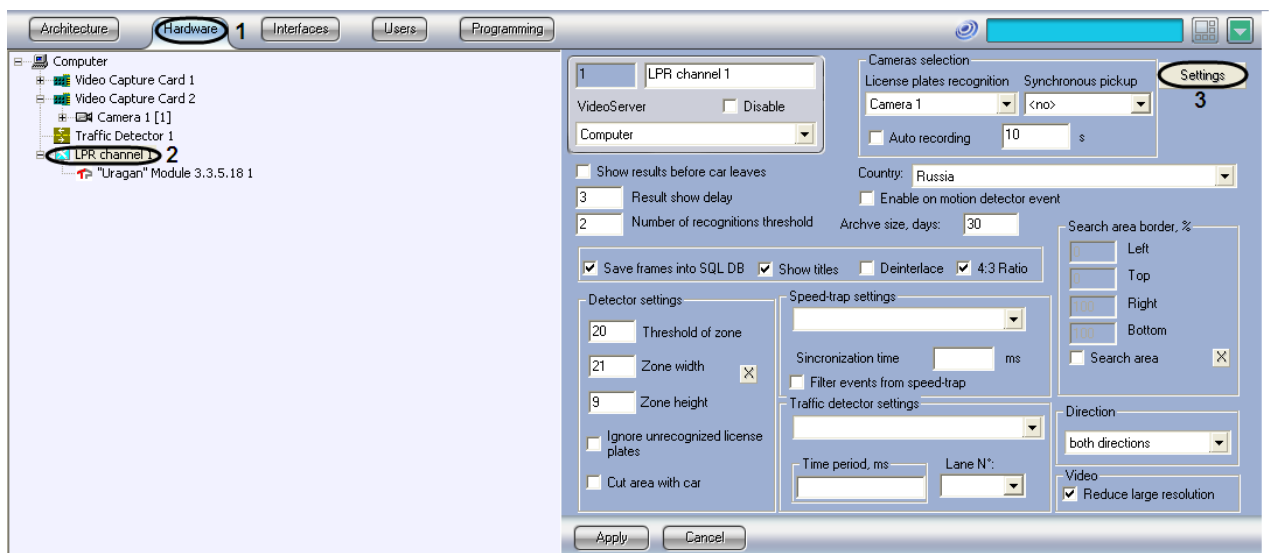 Architecture Hardware 1 Interfaces Users Programming
Computer
Video Capture Card 1
Video Capture Card 2
Camera 1 [1]
Traffic Detector 1
LPR channel 1 2
"Uragan" Module 3.3.5.18 1
1 LPR channel 1
VideoServer Disable
Computer
Cameras selection
License plates recognition Synchronous pickup
Camera 1 <no>
Auto recording 10 s
Settings
3
Show results before car leaves
3 Result show delay
2 Number of recognitions threshold
Country: Russia
Enable on motion detector event
Archve size, days: 30
Save frames into SQL DB Show titles Deinterlace 4:3 Ratio
Search area border, %
0 Left
0 Top
100 Right
100 Bottom
Search area X
Detector settings
20 Threshold of zone
21 Zone width X
9 Zone height
Ignore unrecognized license
plates
Cut area with car
Speed-trap settings
Sincronization time ms
Filter events from speed-trap
Traffic detector settings
Time period, ms Lane N°:
Direction
both directions
Video
Reduce large resolution
Apply Cancel